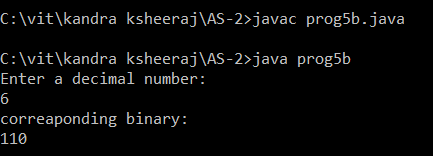 C:\vit\kandra ksheeraj\AS-2>javac prog5b.java
C:\vit\kandra ksheeraj\AS-2>java prog5b
Enter a decimal number:
6
correaponding binary:
110